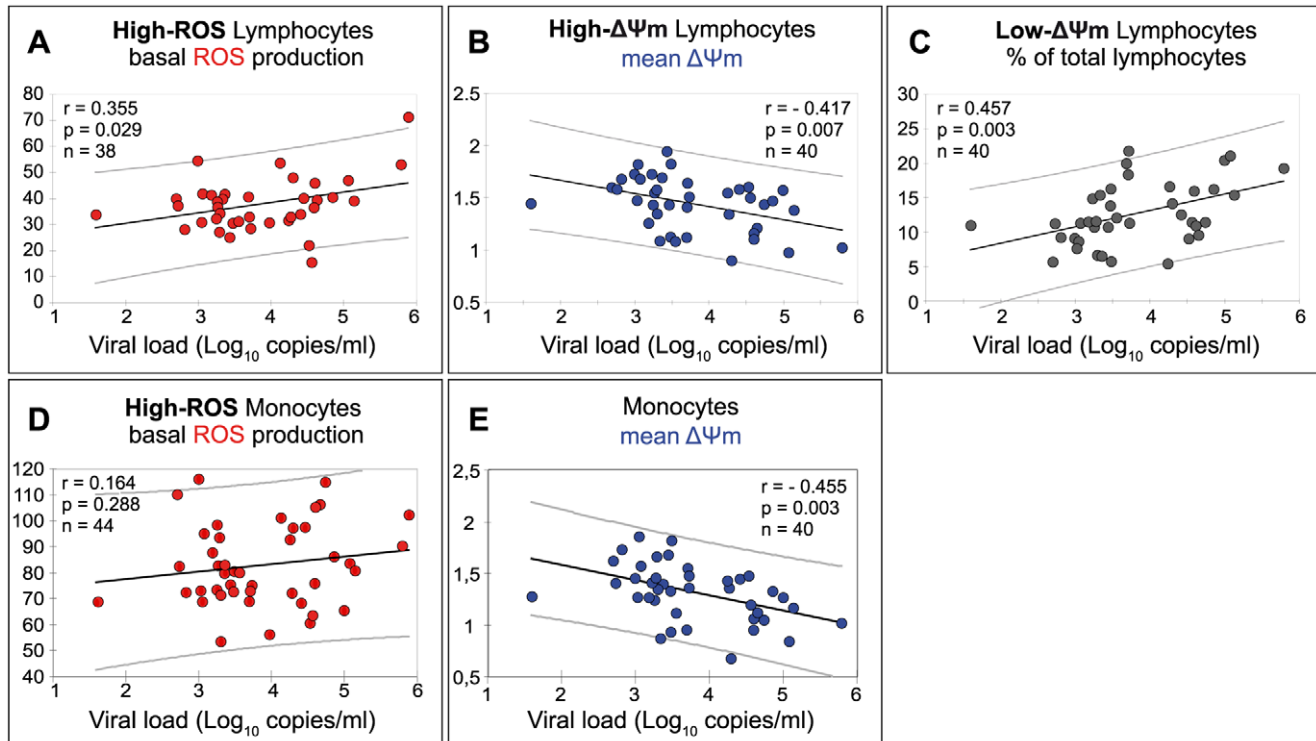 A
High-ROS Lymphocytes
basal ROS production
r = 0.355
p = 0.029
n = 38
80
70
60
50
40
30
20
10
0
1 2 3 4 5 6
Viral load (Log₁₀ copies/ml)
B
High-ΔΨm Lymphocytes
mean ΔΨm
r = - 0.417
p = 0.007
n = 40
2.5
2
1.5
1
0.5
1 2 3 4 5 6
Viral load (Log₁₀ copies/ml)
C
Low-ΔΨm Lymphocytes
% of total lymphocytes
r = 0.457
p = 0.003
n = 40
30
25
20
15
10
5
0
1 2 3 4 5 6
Viral load (Log₁₀ copies/ml)
D
High-ROS Monocytes
basal ROS production
r = 0.164
p = 0.288
n = 44
120
110
100
90
80
70
60
50
40
1 2 3 4 5 6
Viral load (Log₁₀ copies/ml)
E
Monocytes
mean ΔΨm
r = - 0.455
p = 0.003
n = 40
2,5
2
1.5
1
0,5
1 2 3 4 5 6
Viral load (Log₁₀ copies/ml)